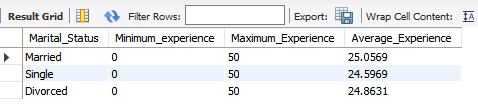 Result Grid Filter Rows: Export: Wrap Cell Content:
Marital_Status Minimum_experience Maximum_Experience Average_Experience
Married 0 50 25.0569
Single 0 50 24.5969
Divorced 0 50 24.8631